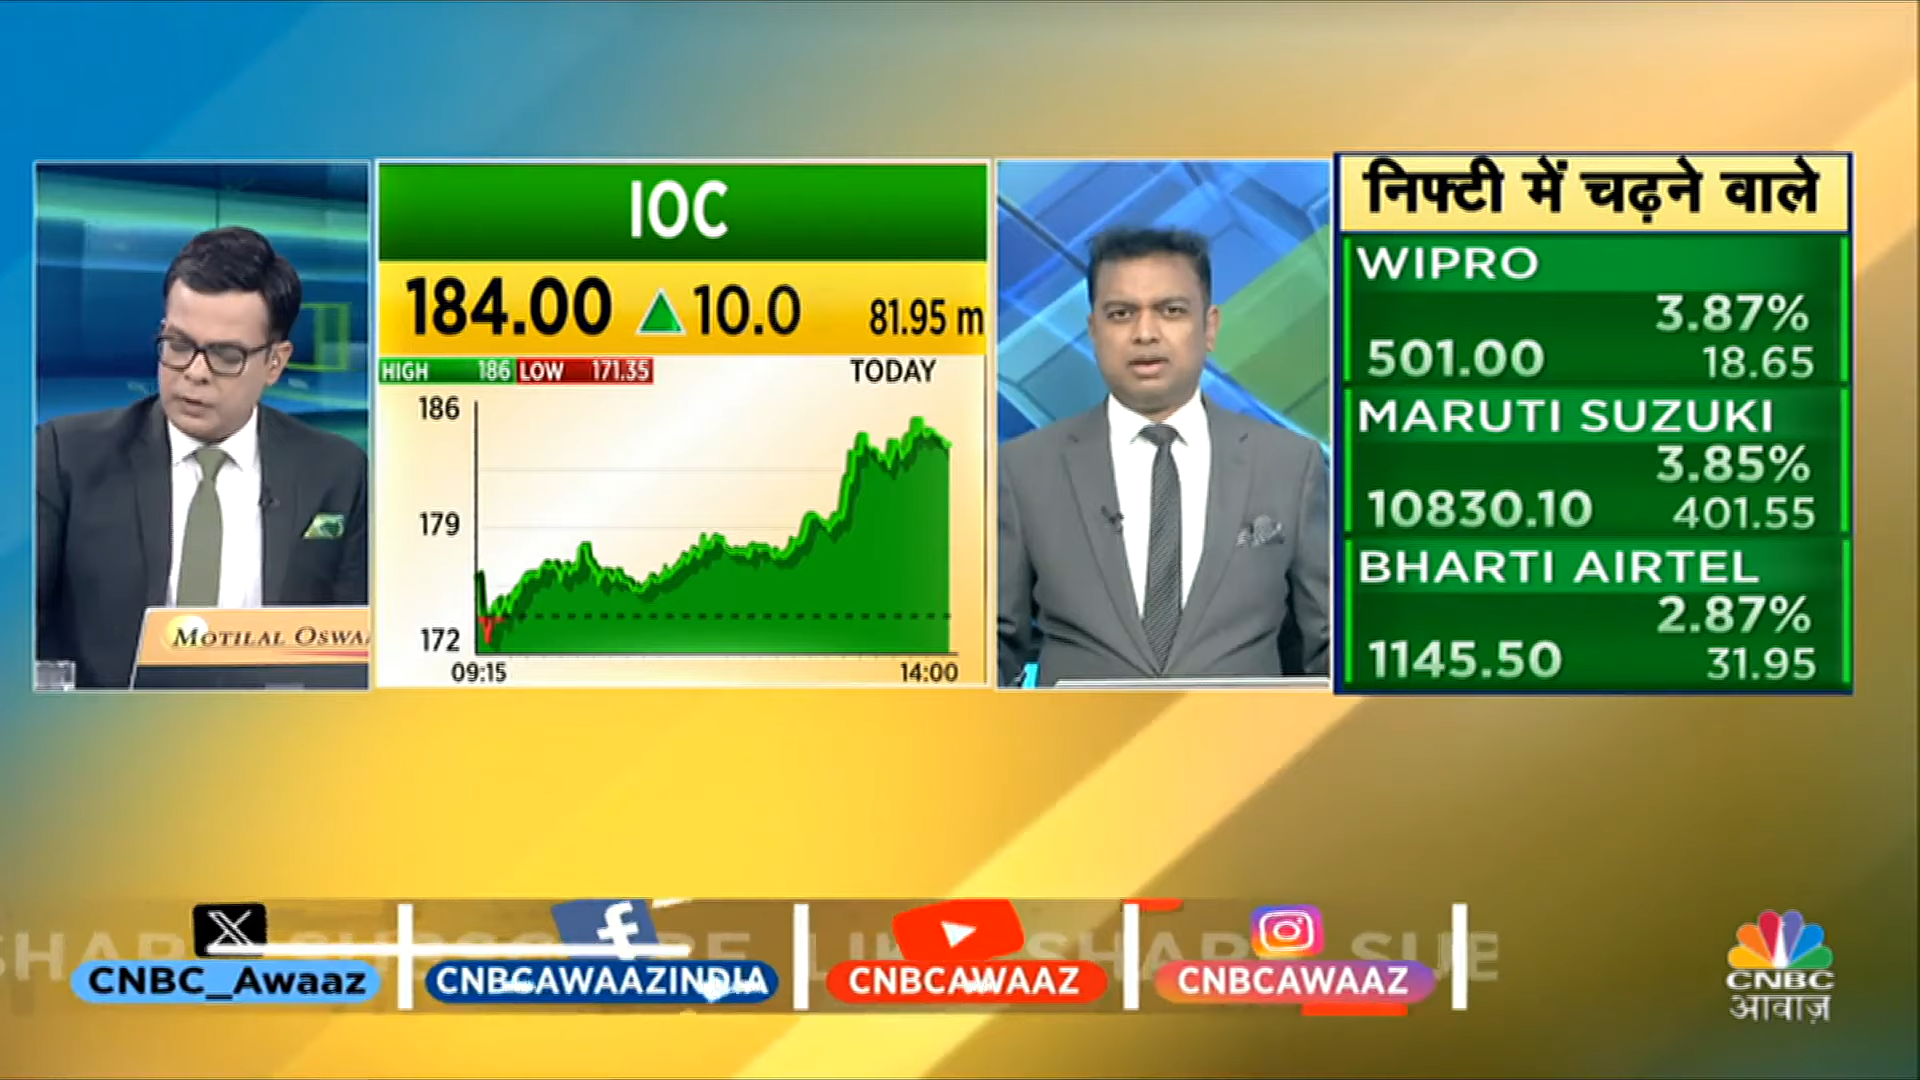 IOC
184.00 ▲ 10.0 81.95 m
HIGH 186 LOW 171.35 TODAY
186
179
172
09:15 14:00
MOTILAL OSWA
निफ्टी में चढ़ने वाले
WIPRO
3.87%
501.00 18.65
MARUTI SUZUKI
3.85%
10830.10 401.55
BHARTI AIRTEL
2.87%
1145.50 31.95
CNBC_Awaaz
CNBCAWAAZINDIA
CNBCAWAAZ
CNBCAWAAZ
CNBC
आवाज़